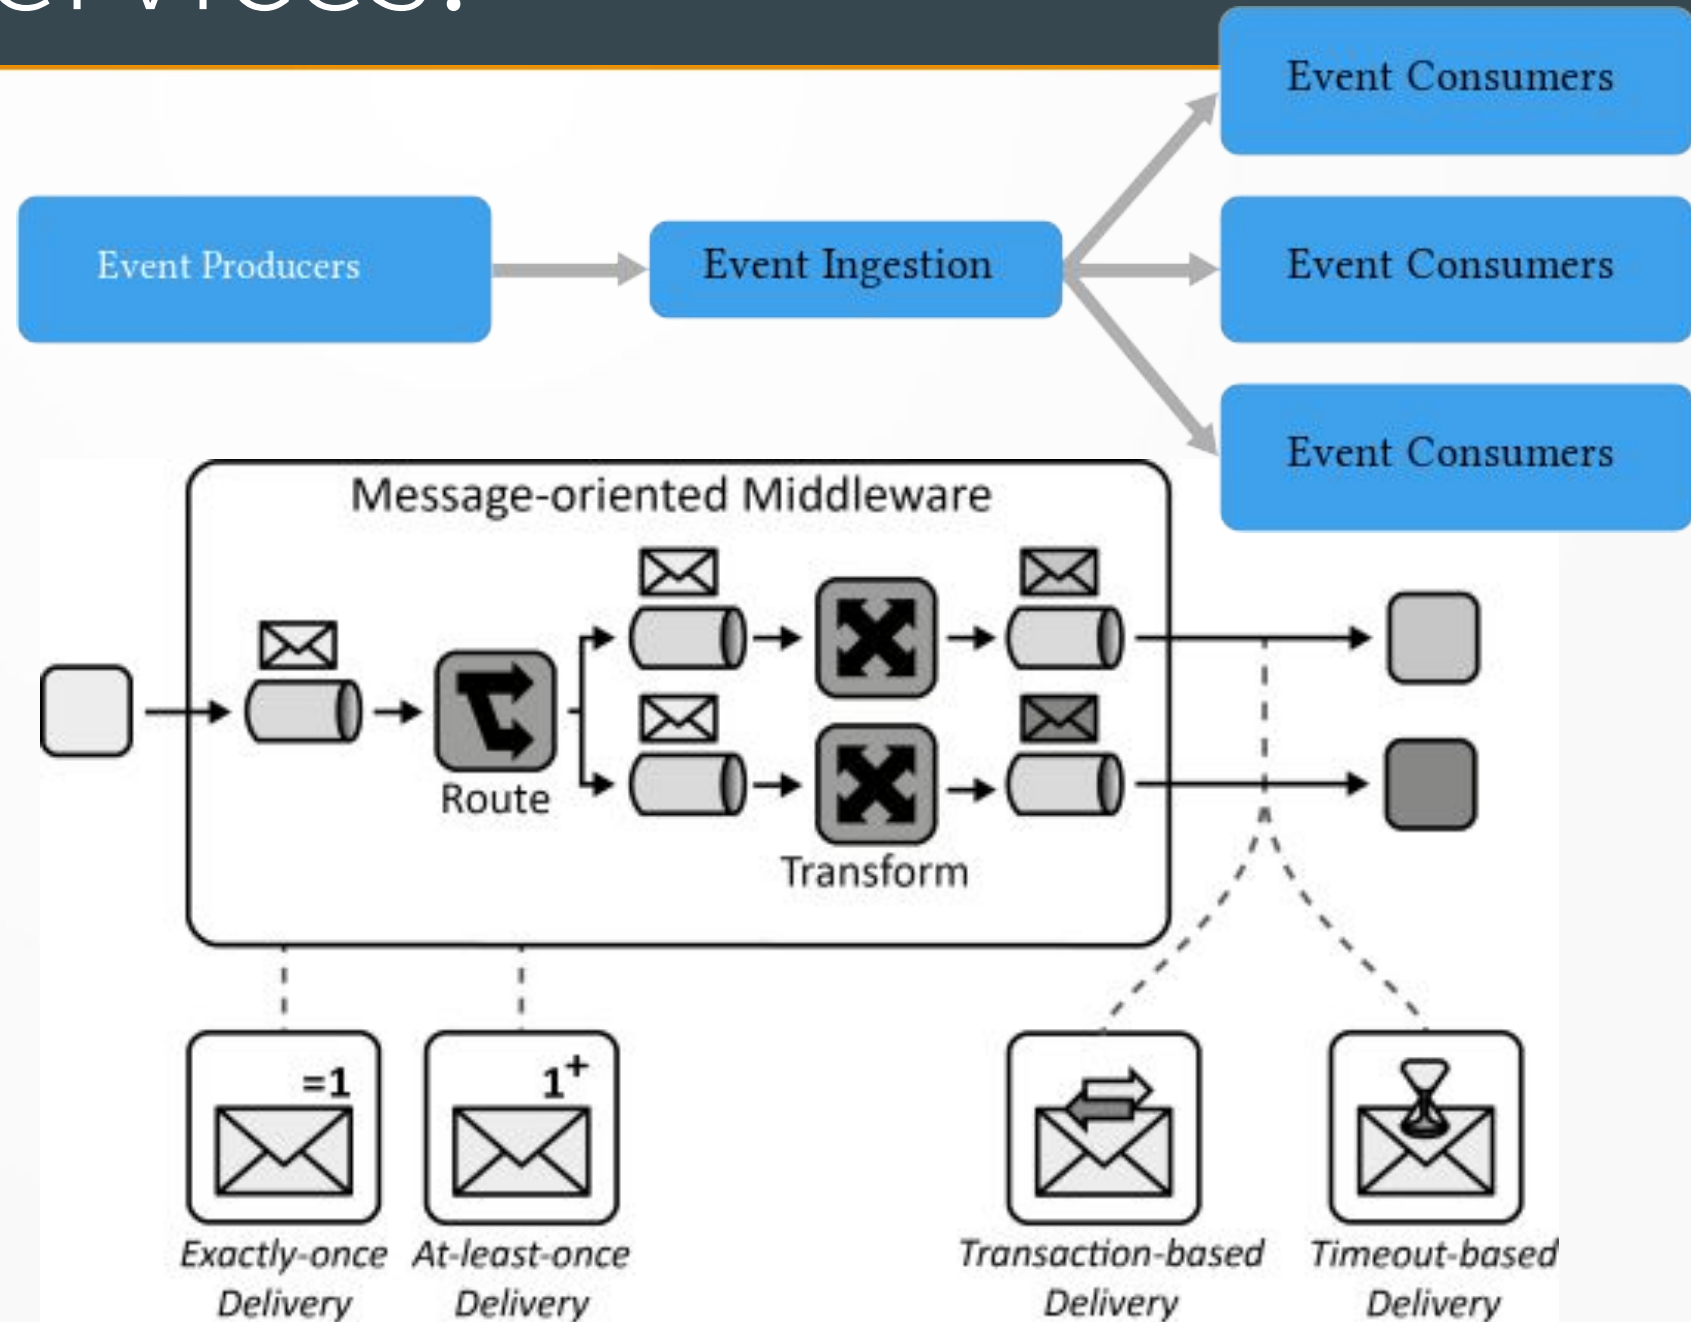 Event Consumers
Event Producers
Event Ingestion
Event Consumers
Event Consumers
Message-oriented Middleware
Route
Transform
=1
1+
Exactly-once
Delivery
At-least-once
Delivery
Transaction-based
Delivery
Timeout-based
Delivery